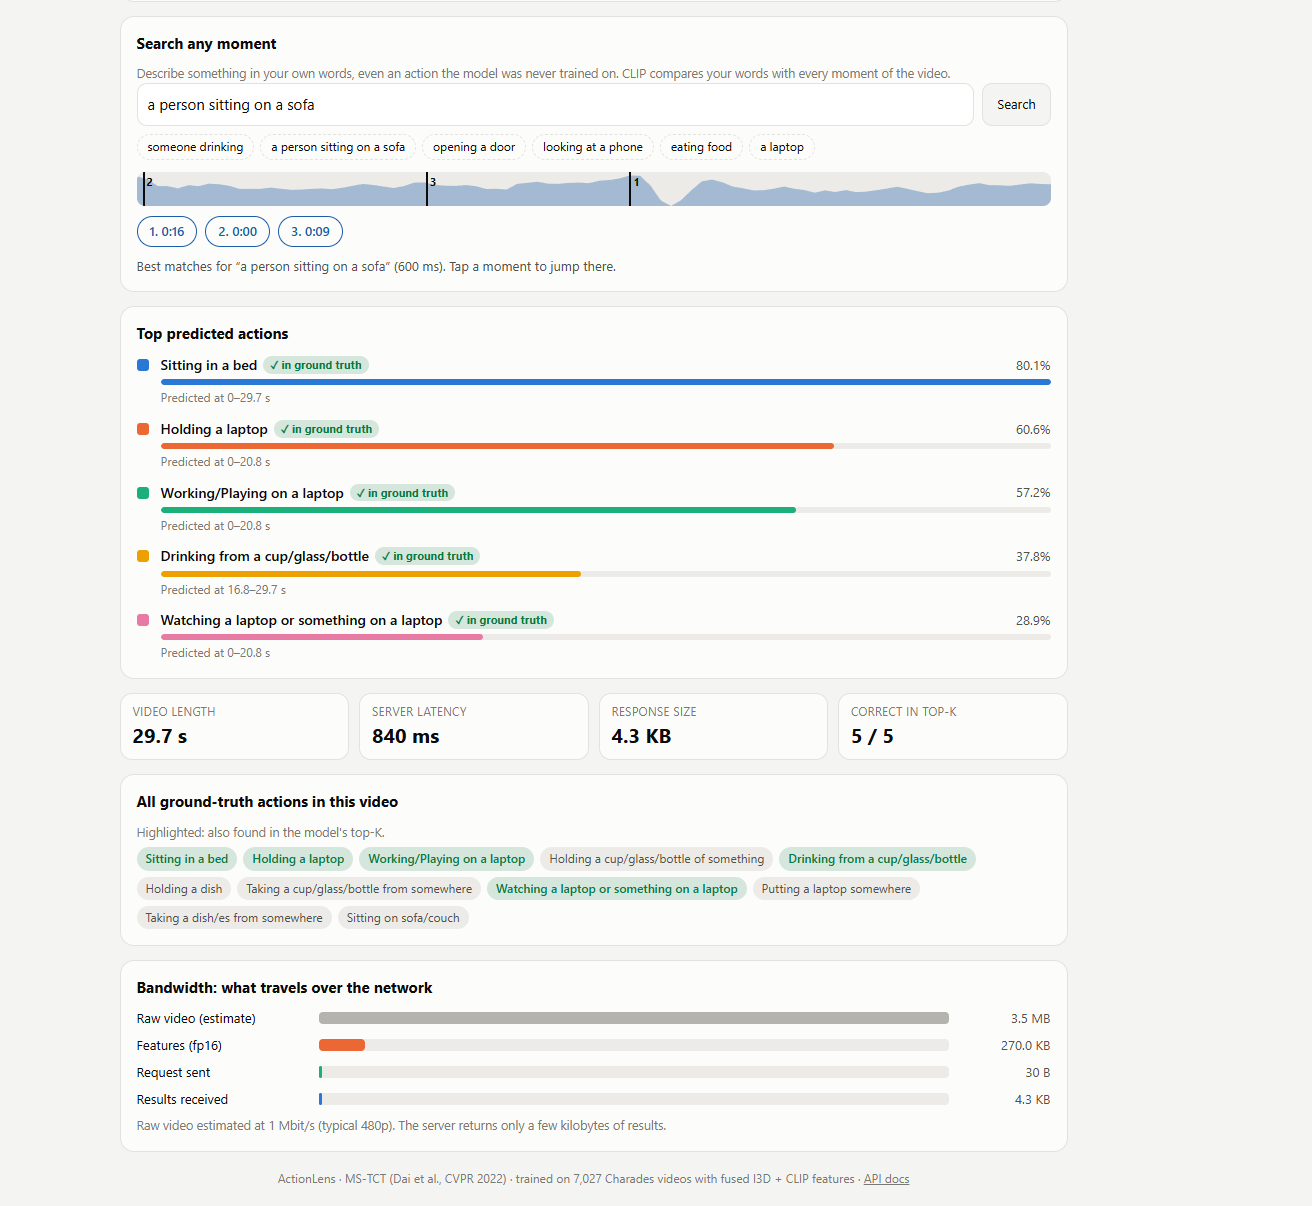 Search any moment
Describe something in your own words, even an action the model was never trained on. CLIP compares your words with every moment of the video.
a person sitting on a sofa
Search
someone drinking
a person sitting on a sofa
opening a door
looking at a phone
eating food
a laptop
2
3
1
1. 0:16
2. 0:00
3. 0:09
Best matches for “a person sitting on a sofa” (600 ms). Tap a moment to jump there.
Top predicted actions
Sitting in a bed ✓ in ground truth 80.1%
Predicted at 0–29.7 s
Holding a laptop ✓ in ground truth 60.6%
Predicted at 0–20.8 s
Working/Playing on a laptop ✓ in ground truth 57.2%
Predicted at 0–20.8 s
Drinking from a cup/glass/bottle ✓ in ground truth 37.8%
Predicted at 16.8–29.7 s
Watching a laptop or something on a laptop ✓ in ground truth 28.9%
Predicted at 0–20.8 s
VIDEO LENGTH
29.7 s
SERVER LATENCY
840 ms
RESPONSE SIZE
4.3 KB
CORRECT IN TOP-K
5 / 5
All ground-truth actions in this video
Highlighted: also found in the model's top-K.
Sitting in a bed
Holding a laptop
Working/Playing on a laptop
Holding a cup/glass/bottle of something
Drinking from a cup/glass/bottle
Holding a dish
Taking a cup/glass/bottle from somewhere
Watching a laptop or something on a laptop
Putting a laptop somewhere
Taking a dish/es from somewhere
Sitting on sofa/couch
Bandwidth: what travels over the network
Raw video (estimate) 3.5 MB
Features (fp16) 270.0 KB
Request sent 30 B
Results received 4.3 KB
Raw video estimated at 1 Mbit/s (typical 480p). The server returns only a few kilobytes of results.
ActionLens · MS-TCT (Dai et al., CVPR 2022) · trained on 7,027 Charades videos with fused I3D + CLIP features · API docs